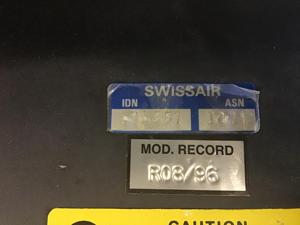 SWISSAIR
IDN ASN
MOD. RECORD
R08/96
CAUTION